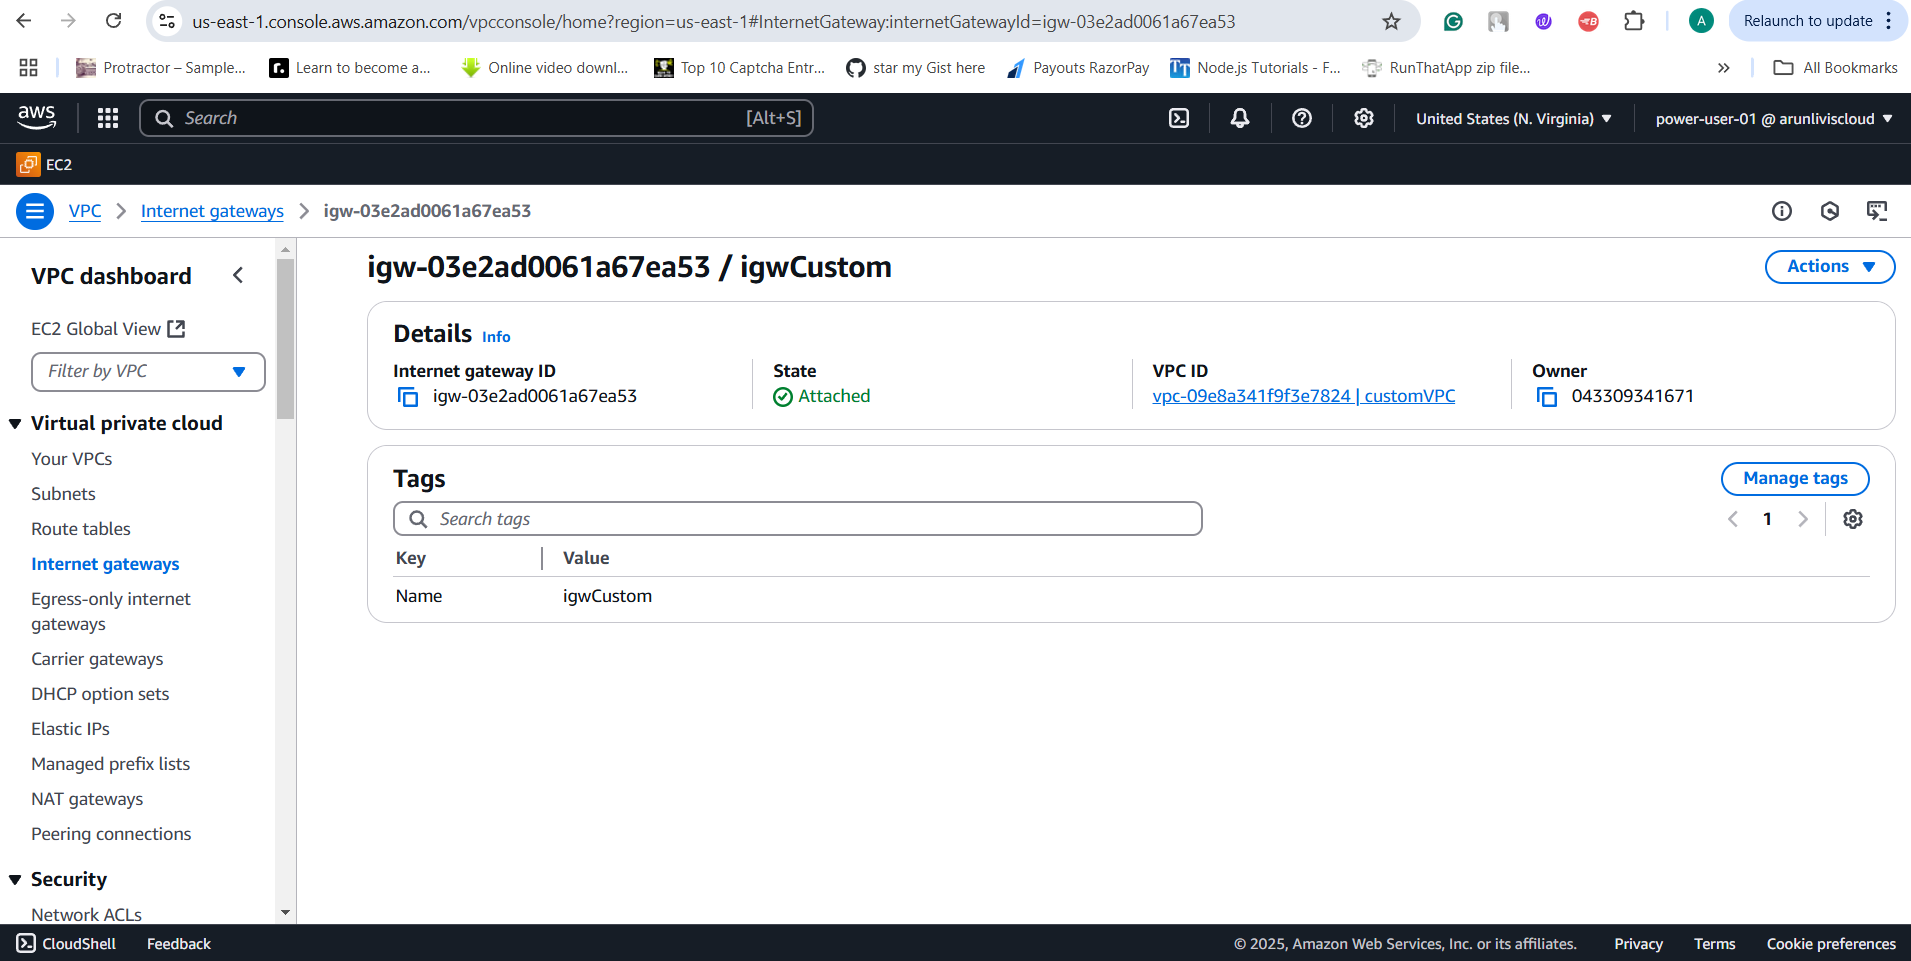 us-east-1.console.aws.amazon.com/vpcconsole/home?region=us-east-1#InternetGateway:internetGatewayId=igw-03e2ad0061a67ea53
A
Relaunch to update
Protractor – Sample...
Learn to become a...
Online video downl...
Top 10 Captcha Entr...
star my Gist here
Payouts RazorPay
Node.js Tutorials - F...
RunThatApp zip file...
All Bookmarks
aws
Search
[Alt+S]
United States (N. Virginia)
power-user-01 @ arunliviscloud
EC2
VPC
Internet gateways
igw-03e2ad0061a67ea53
VPC dashboard
EC2 Global View
Filter by VPC
Virtual private cloud
Your VPCs
Subnets
Route tables
Internet gateways
Egress-only internet
gateways
Carrier gateways
DHCP option sets
Elastic IPs
Managed prefix lists
NAT gateways
Peering connections
Security
Network ACLs
igw-03e2ad0061a67ea53 / igwCustom
Actions
Details Info
Internet gateway ID
igw-03e2ad0061a67ea53
State
Attached
VPC ID
vpc-09e8a341f9f3e7824 | customVPC
Owner
043309341671
Tags
Manage tags
Search tags
1
Key Value
Name igwCustom
CloudShell
Feedback
© 2025, Amazon Web Services, Inc. or its affiliates.
Privacy
Terms
Cookie preferences